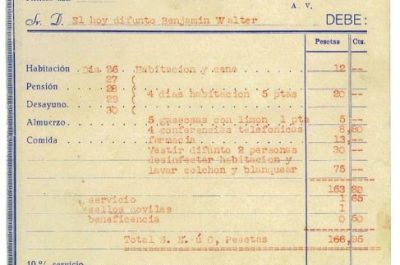 A. V.
Sr. D. El hoy difunto Benjamin Walter DEBE:
Pesetas Cts.
Habitación Dia 26 Habitacion y cena 12 --
27
Pensión 28
4 dias habitacion 5 ptas 20 --
Desayuno. 29
30
Almuerzo. 5 gaseosas con limon 1 pta 5 --
4 conferencias telefonicas 8,80
Comida farmacia 13,--
Vestir difunto 2 personas 30 --
desinfectar habitacion y
lavar colchon y blanquear 75 --
163 80
servicio 1 65
sellos moviles 1
beneficencia 0 50
Total S. E. ú O, Pesetas 166,95
10 % servicio